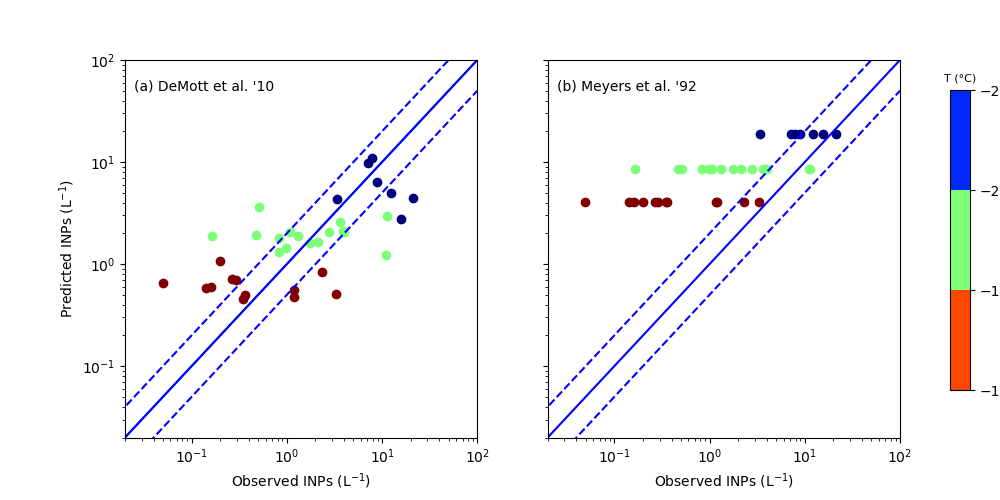 (a) DeMott et al. '10
(b) Meyers et al. '92
Predicted INPs (L⁻¹)
10²
10¹
10⁰
10⁻¹
10⁻¹
10⁰
10¹
10²
Observed INPs (L⁻¹)
10⁻¹
10⁰
10¹
10²
Observed INPs (L⁻¹)
T (°C)
−2
−2
−1
−1